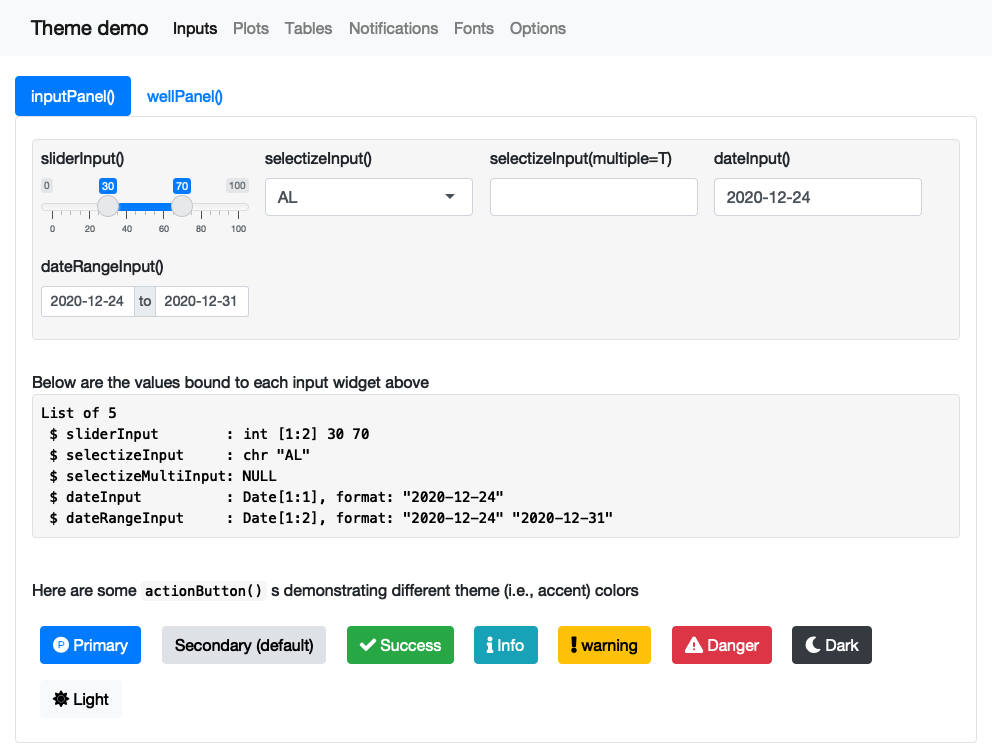 Theme demo Inputs Plots Tables Notifications Fonts Options
inputPanel() wellPanel()
sliderInput() selectizeInput() selectizeInput(multiple=T) dateInput()
0 30 70 100
AL 2020-12-24
0 20 40 60 80 100
dateRangeInput()
2020-12-24 to 2020-12-31
Below are the values bound to each input widget above
List of 5
 $ sliderInput        : int [1:2] 30 70
 $ selectizeInput     : chr "AL"
 $ selectizeMultiInput: NULL
 $ dateInput          : Date[1:1], format: "2020-12-24"
 $ dateRangeInput     : Date[1:2], format: "2020-12-24" "2020-12-31"
Here are some actionButton() s demonstrating different theme (i.e., accent) colors
P Primary Secondary (default) Success Info warning Danger Dark
Light